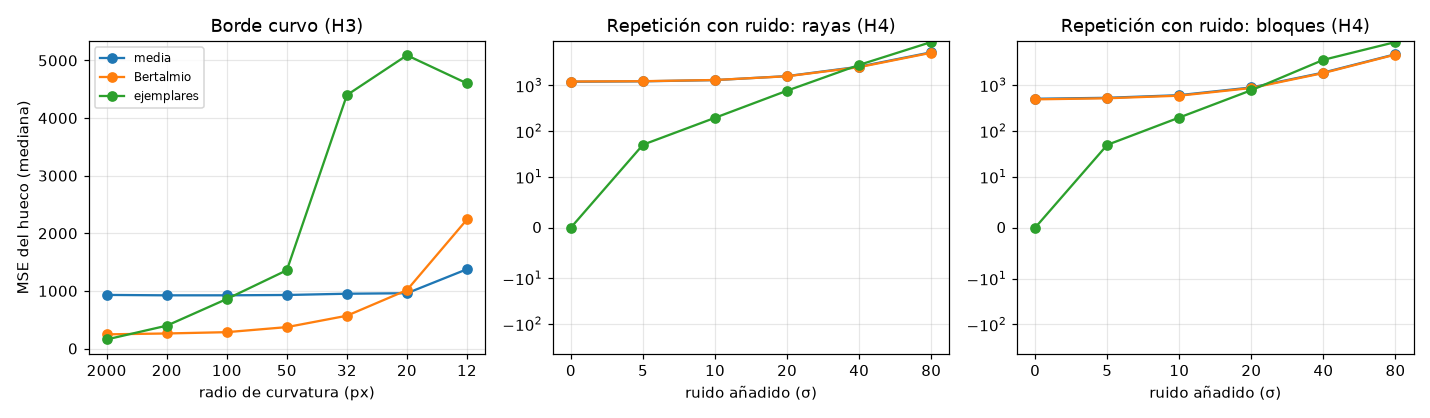 Borde curvo (H3)
MSE del hueco (mediana)
5000
4000
3000
2000
1000
0
media
Bertalmio
ejemplares
2000 200 100 50 32 20 12
radio de curvatura (px)
Repetición con ruido: rayas (H4)
10³
10²
10¹
0
−10¹
−10²
0 5 10 20 40 80
ruido añadido (σ)
Repetición con ruido: bloques (H4)
10³
10²
10¹
0
−10¹
−10²
0 5 10 20 40 80
ruido añadido (σ)